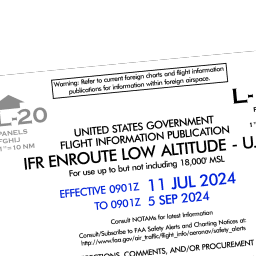 Warning: Refer to current foreign charts and flight information
publications for information within foreign airspace.
L-20
L-
PANELS
FGHIJ
1">10 NM
1"
UNITED STATES GOVERNMENT
FLIGHT INFORMATION PUBLICATION
IFR ENROUTE LOW ALTITUDE - U.
For use up to but not including 18,000' MSL
EFFECTIVE 0901Z 11 JUL 2024
TO 0901Z 5 SEP 2024
Consult NOTAMs for latest information
Consult/Subscribe to FAA Safety Alerts and Charting Notices at:
http://www.faa.gov/air_traffic/flight_info/aeronav/safety_alerts
COMMENTS, AND/OR PROCUREMENT